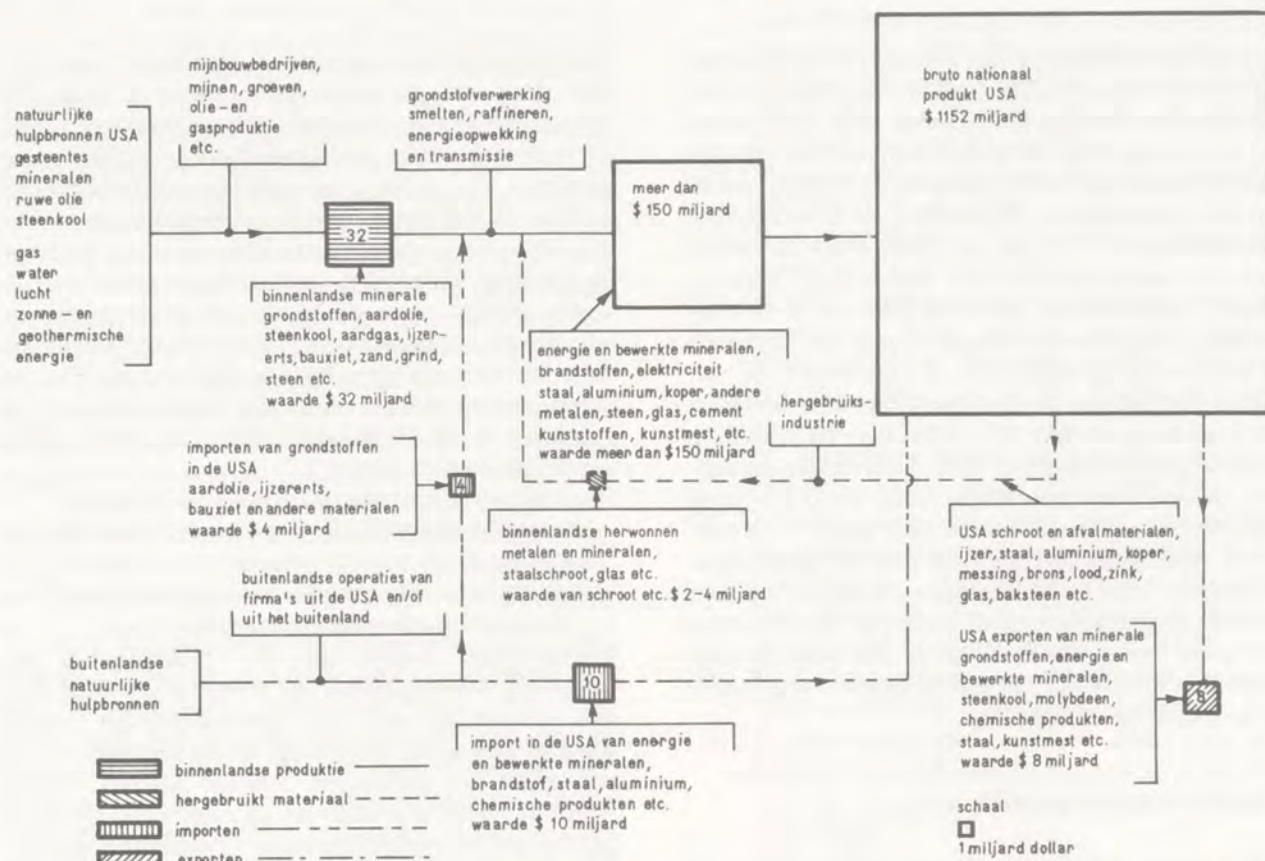 mijnbouwbedrijven,
mijnen, groeven,
olie – en
gasproduktie
etc.
grondstofverwerking
smelten, raffineren,
energieopwekking
en transmissie
bruto nationaal
produkt USA
$ 1152 miljard
natuurlijke
hulpbronnen USA
gesteentes
mineralen
ruwe olie
steenkool
gas
water
lucht
zonne – en
geothermische
energie
32
meer dan
$ 150 miljard
binnenlandse minerale
grondstoffen, aardolie,
steenkool, aardgas, ijzer-
erts, bauxiet, zand, grind,
steen etc.
waarde $ 32 miljard
energie en bewerkte mineralen,
brandstoffen, elektriciteit
staal, aluminium, koper, andere
metalen, steen, glas, cement
kunststoffen, kunstmest, etc.
waarde meer dan $ 150 miljard
hergebruiks-
industrie
importen van grondstoffen
in de USA
aardolie, ijzererts,
bauxiet en andere materialen
waarde $ 4 miljard
4
binnenlandse herwonnen
metalen en mineralen,
staalschroot, glas etc.
waarde van schroot etc. $ 2–4 miljard
USA schroot en afvalmaterialen,
ijzer, staal, aluminium, koper,
messing, brons, lood, zink,
glas, baksteen etc.
buitenlandse operaties van
firma's uit de USA en/of
uit het buitenland
buitenlandse
natuurlijke
hulpbronnen
10
USA exporten van minerale
grondstoffen, energie en
bewerkte mineralen,
steenkool, molybdeen,
chemische produkten,
staal, kunstmest etc.
waarde $ 8 miljard
8
import in de USA van energie
en bewerkte mineralen,
brandstof, staal, aluminium,
chemische produkten etc.
waarde $ 10 miljard
binnenlandse produktie
hergebruikt materiaal
importen
exporten
schaal
1 miljard dollar